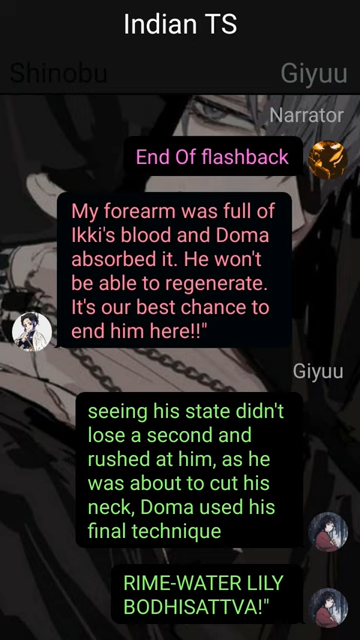 Indian TS
Shinobu
Giyuu
Narrator
End Of flashback
My forearm was full of
Ikki's blood and Doma
absorbed it. He won't
be able to regenerate.
It's our best chance to
end him here!!"
Giyuu
seeing his state didn't
lose a second and
rushed at him, as he
was about to cut his
neck, Doma used his
final technique
RIME-WATER LILY
BODHISATTVA!"